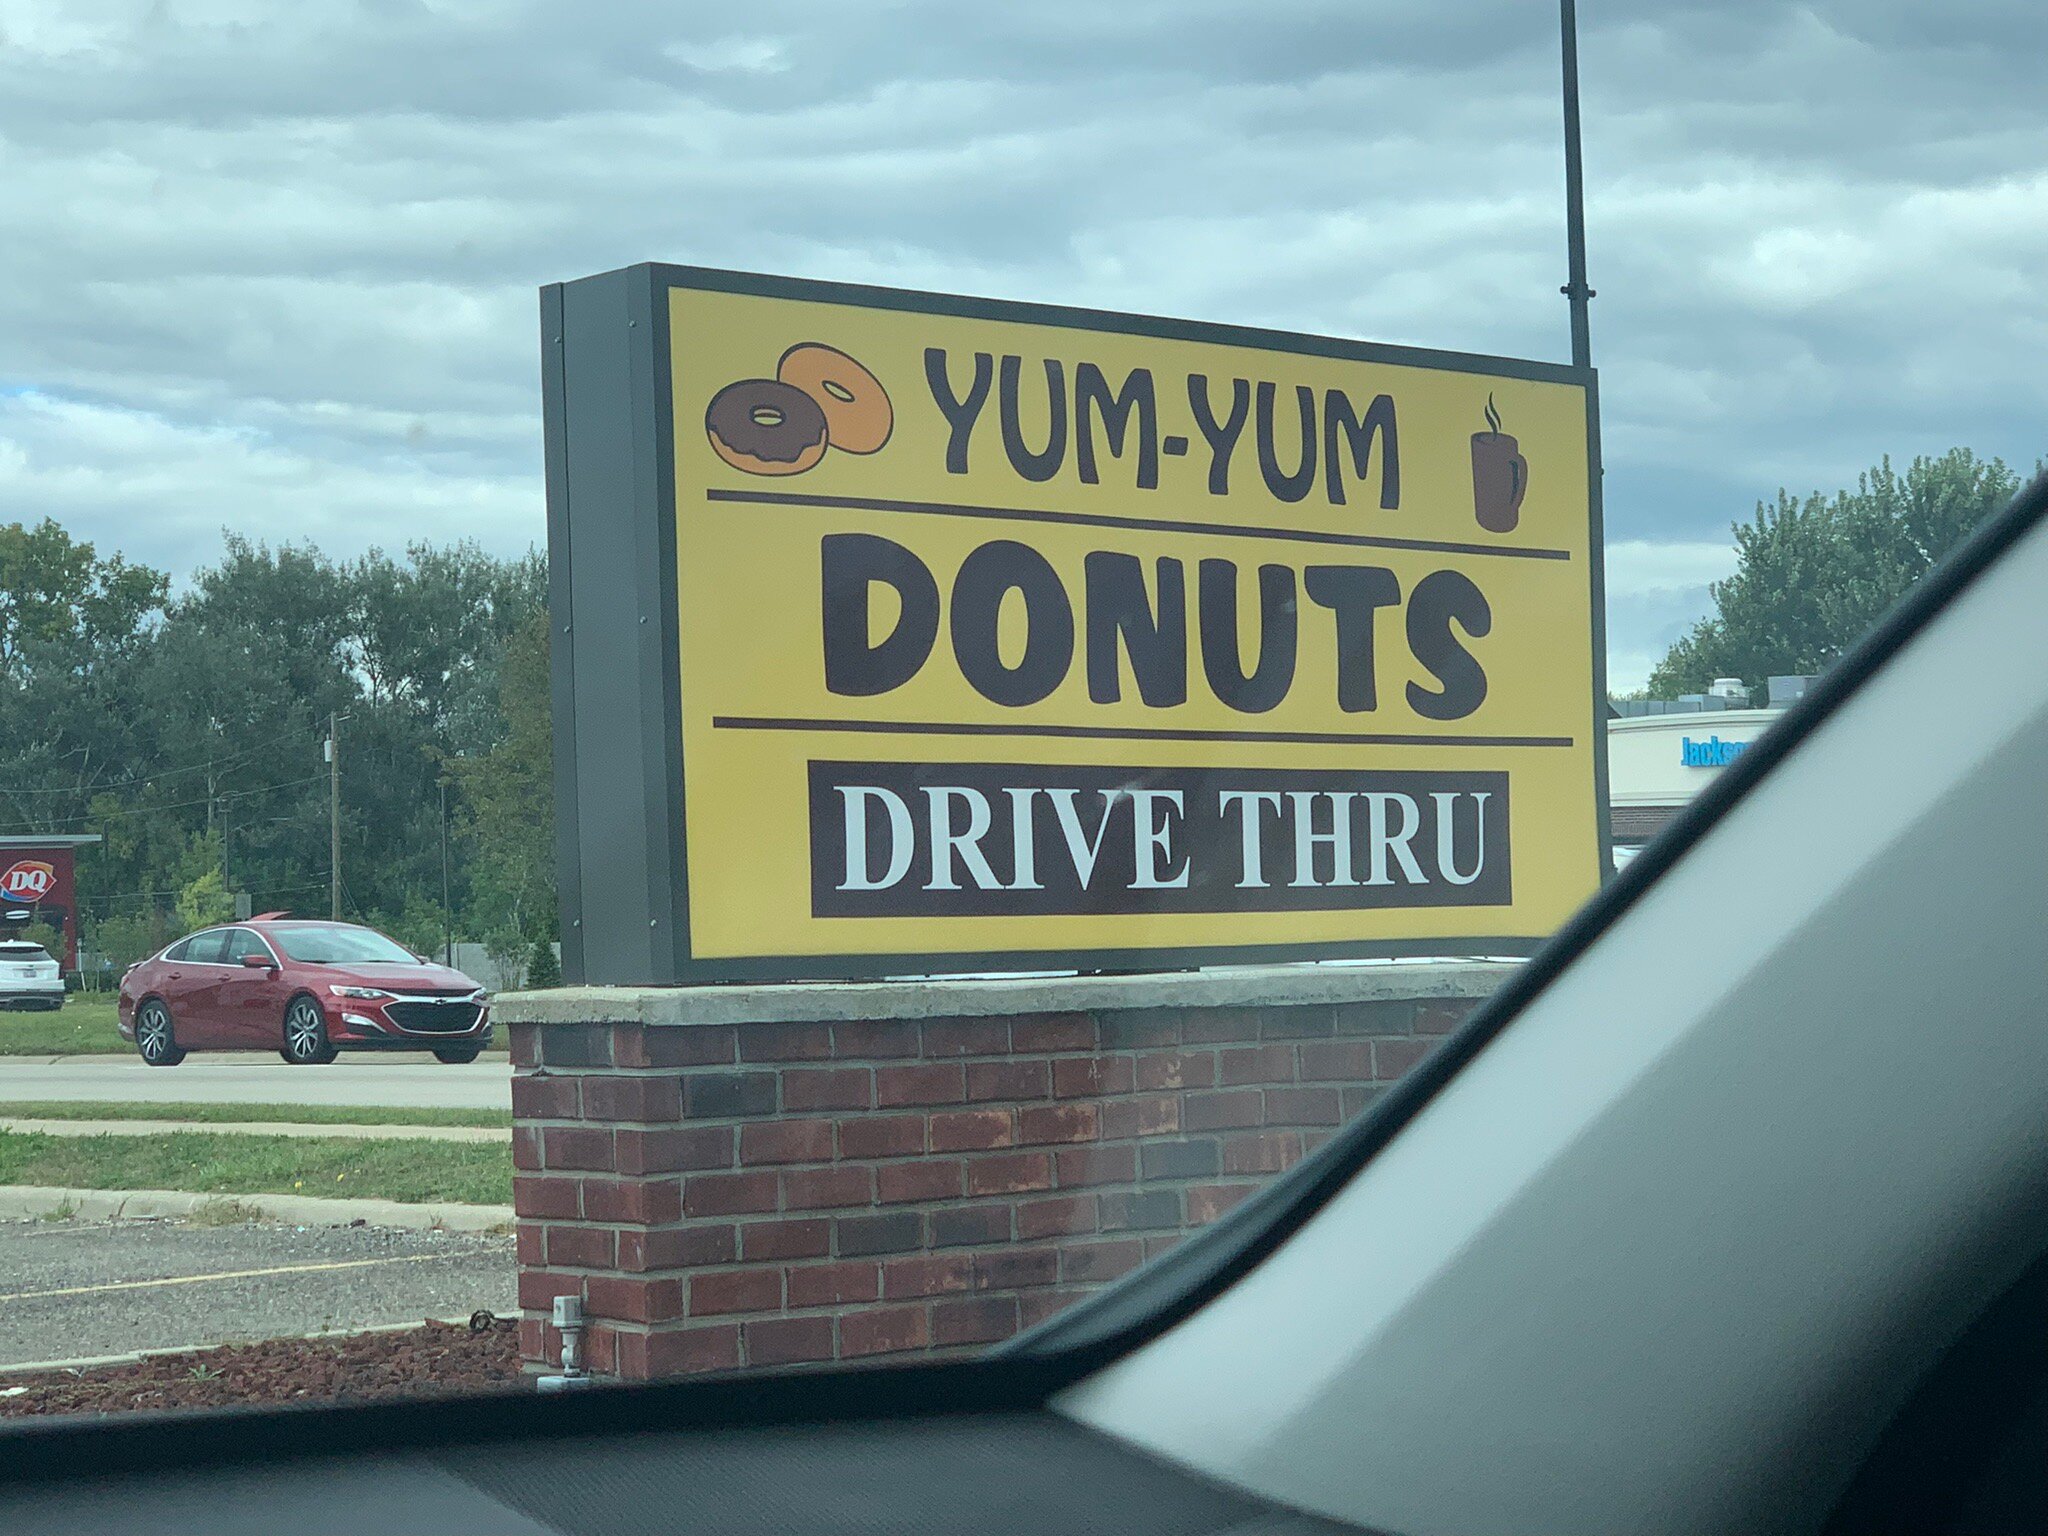 YUM-YUM
DONUTS
DRIVE THRU
DQ